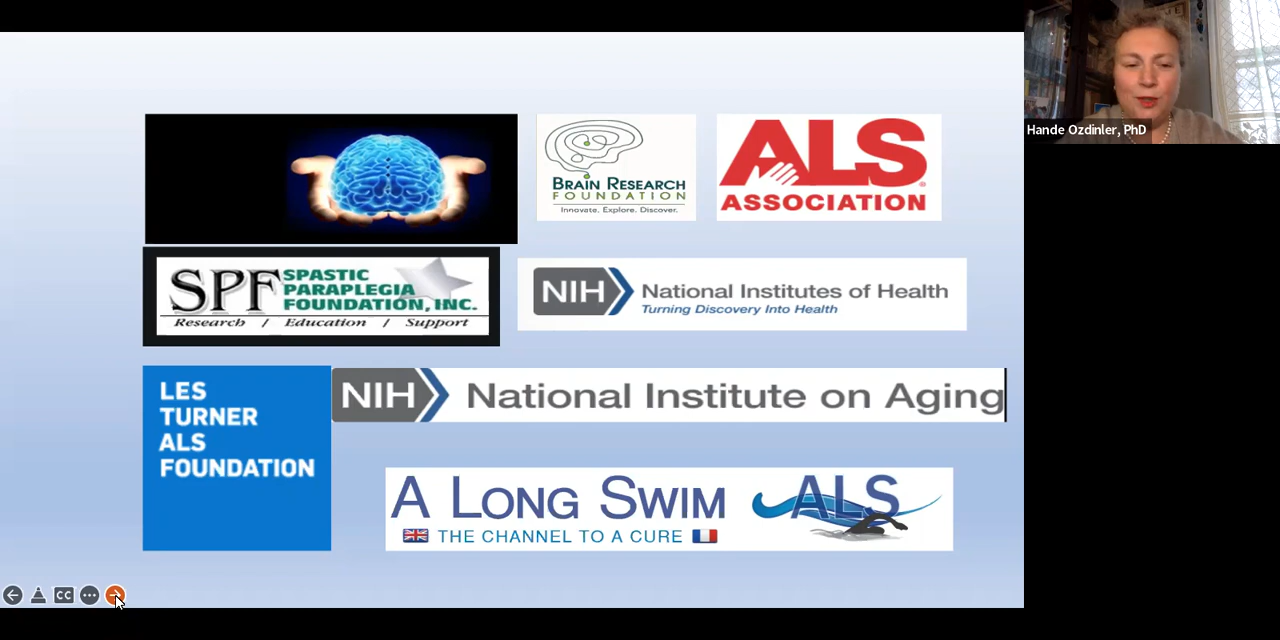 BRAIN RESEARCH
FOUNDATION
Innovate. Explore. Discover.
ALS
ASSOCIATION
Hande Ozdinler, PhD
SPF SPASTIC
PARAPLEGIA
FOUNDATION, INC.
Research / Education / Support
NIH National Institutes of Health
Turning Discovery Into Health
LES
TURNER
ALS
FOUNDATION
NIH National Institute on Aging
A LONG SWIM
THE CHANNEL TO A CURE
ALS
CC